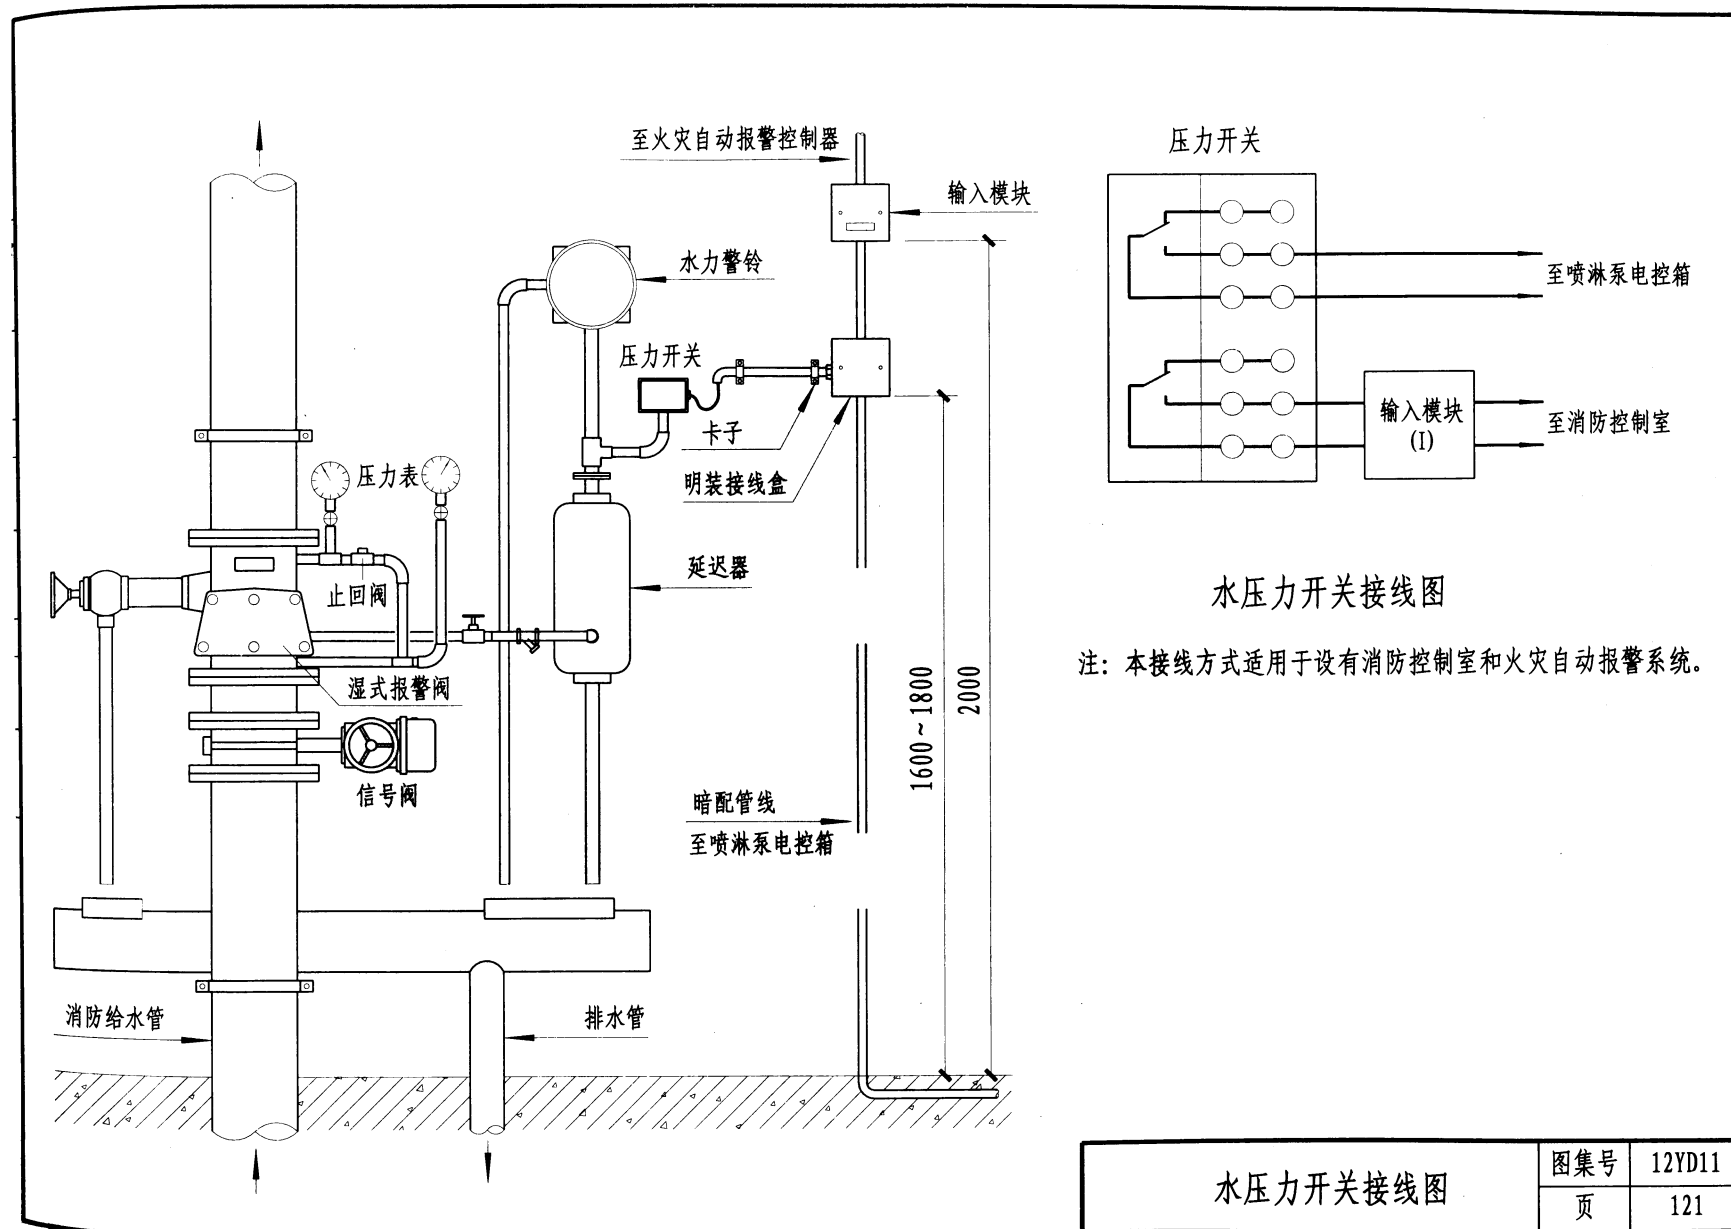 至火灾自动报警控制器
压力开关
输入模块
水力警铃
至喷淋泵电控箱
压力开关
卡子
输入模块
(I)
至消防控制室
压力表
明装接线盒
延迟器
止回阀
水压力开关接线图
注：本接线方式适用于设有消防控制室和火灾自动报警系统。
湿式报警阀
1600~1800
2000
信号阀
暗配管线
至喷淋泵电控箱
消防给水管
排水管
水压力开关接线图
图集号
12YD11
页
121